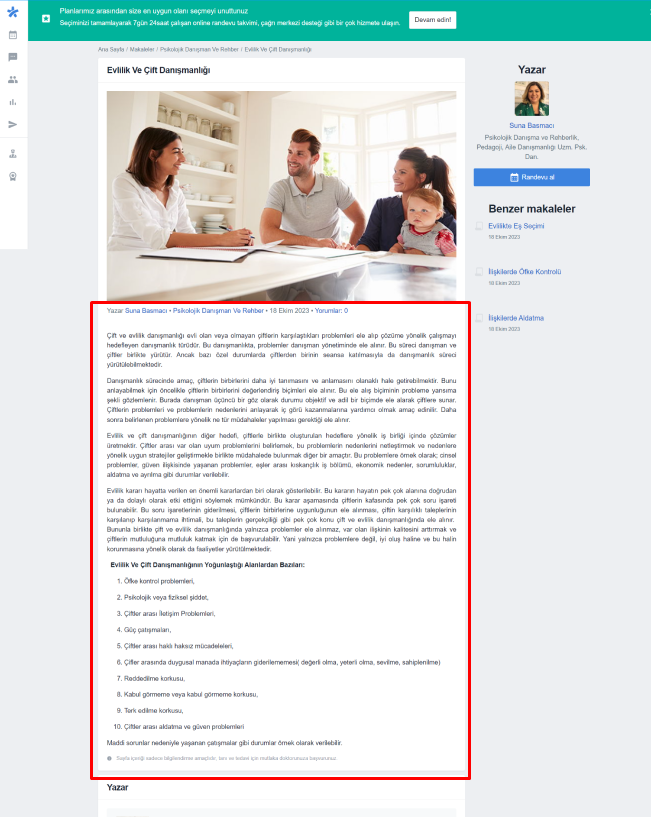 Planlarımız arasından size en uygun olanı seçmeyi unuttunuz
Seçiminizi tamamlayarak 7gün 24saat çalışan online randevu takvimi, çağrı merkezi desteği gibi bir çok hizmete ulaşın.
Devam edin!
Ana Sayfa / Makaleler / Psikolojik Danışman Ve Rehber / Evlilik Ve Çift Danışmanlığı
Evlilik Ve Çift Danışmanlığı
Yazar Suna Basmacı • Psikolojik Danışman Ve Rehber • 18 Ekim 2023 • Yorumlar: 0
Çift ve evlilik danışmanlığı evli olan veya olmayan çiftlerin karşılaştıkları problemleri ele alıp çözüme yönelik çalışmayı
hedefleyen danışmanlık türüdür. Bu danışmanlıkta, problemler danışman yönetiminde ele alınır. Bu süreci danışman ve
çiftler birlikte yürütür. Ancak bazı özel durumlarda çiftlerden birinin seansa katılmasıyla da danışmanlık süreci
yürütülebilmektedir.
Danışmanlık sürecinde amaç, çiftlerin birbirlerini daha iyi tanımasını ve anlamasını olanaklı hale getirebilmektir. Bunu
anlayabilmek için öncelikle çiftlerin birbirlerini değerlendiriş biçimleri ele alınır. Bu ele alış biçiminin probleme yansıma
şekli gözlemlenir. Burada danışman üçüncü bir göz olarak durumu objektif ve adil bir biçimde ele alarak çiftlere sunar.
Çiftlerin problemleri ve problemlerin nedenlerini anlayarak iç görü kazanmalarına yardımcı olmak amaç edinilir. Daha
sonra belirlenen problemlere yönelik ne tür müdahaleler yapılması gerektiği ele alınır.
Evlilik ve çift danışmanlığının diğer hedefi, çiftlerle birlikte oluşturulan hedeflere yönelik iş birliği içinde çözümler
üretmektir. Çiftler arası var olan uyum problemlerini belirlemek, bu problemlerin nedenlerini netleştirmek ve nedenlere
yönelik uygun stratejiler geliştirmekle birlikte müdahalede bulunmak diğer bir amaçtır. Bu problemlere örnek olarak; cinsel
problemler, güven ilişkisinde yaşanan problemler, eşler arası kıskançlık iş bölümü, ekonomik nedenler, sorumluluklar,
aldatma ve ayrılma gibi durumlar verilebilir.
Evlilik kararı hayatta verilen en önemli kararlardan biri olarak gösterilebilir. Bu kararının hayatın pek çok alanına doğrudan
ya da dolaylı olarak etki ettiğini söylemek mümkündür. Bu karar aşamasında çiftlerin kafasında pek çok soru işareti
bulunabilir. Bu soru işaretlerinin giderilmesi, çiftlerin birbirlerine uygunluğunun ele alınması, çiftin karşılıklı taleplerinin
karşılanıp karşılanmama ihtimali, bu taleplerin gerçekçiliği gibi pek çok konu çift ve evlilik danışmanlığında ele alınır.
Bununla birlikte çift ve evlilik danışmanlığında yalnızca problemler ele alınmaz, var olan ilişkinin kalitesini arttırmak ve
çiftlerin mutluluğuna mutluluk katmak için de başvurulabilir. Yani yalnızca problemlere değil, iyi oluş haline ve bu halin
korunmasına yönelik olarak da faaliyetler yürütülmektedir.
Evlilik Ve Çift Danışmanlığının Yoğunlaştığı Alanlardan Bazıları:
1. Öfke kontrol problemleri,
2. Psikolojik veya fiziksel şiddet,
3. Çiftler arası İletişim Problemleri,
4. Güç çatışmaları,
5. Çiftler arası haklı haksız mücadeleleri,
6. Çifler arasında duygusal manada ihtiyaçların giderilememesi( değerli olma, yeterli olma, sevilme, sahiplenilme)
7. Reddedilme korkusu,
8. Kabul görmeme veya kabul görmeme korkusu,
9. Terk edilme korkusu,
10. Çiftler arası aldatma ve güven problemleri
Maddi sorunlar nedeniyle yaşanan çatışmalar gibi durumlar örnek olarak verilebilir.
Sayfa içeriği sadece bilgilendirme amaçlıdır, tanı ve tedavi için mutlaka doktorunuza başvurunuz.
Yazar
Yazar
Suna Basmacı
Psikolojik Danışma ve Rehberlik,
Pedagoji, Aile Danışmanlığı Uzm. Psk.
Dan.
Randevu al
Benzer makaleler
Evlilikte Eş Seçimi
18 Ekim 2023
İlişkilerde Öfke Kontrolü
18 Ekim 2023
İlişkilerde Aldatma
18 Ekim 2023